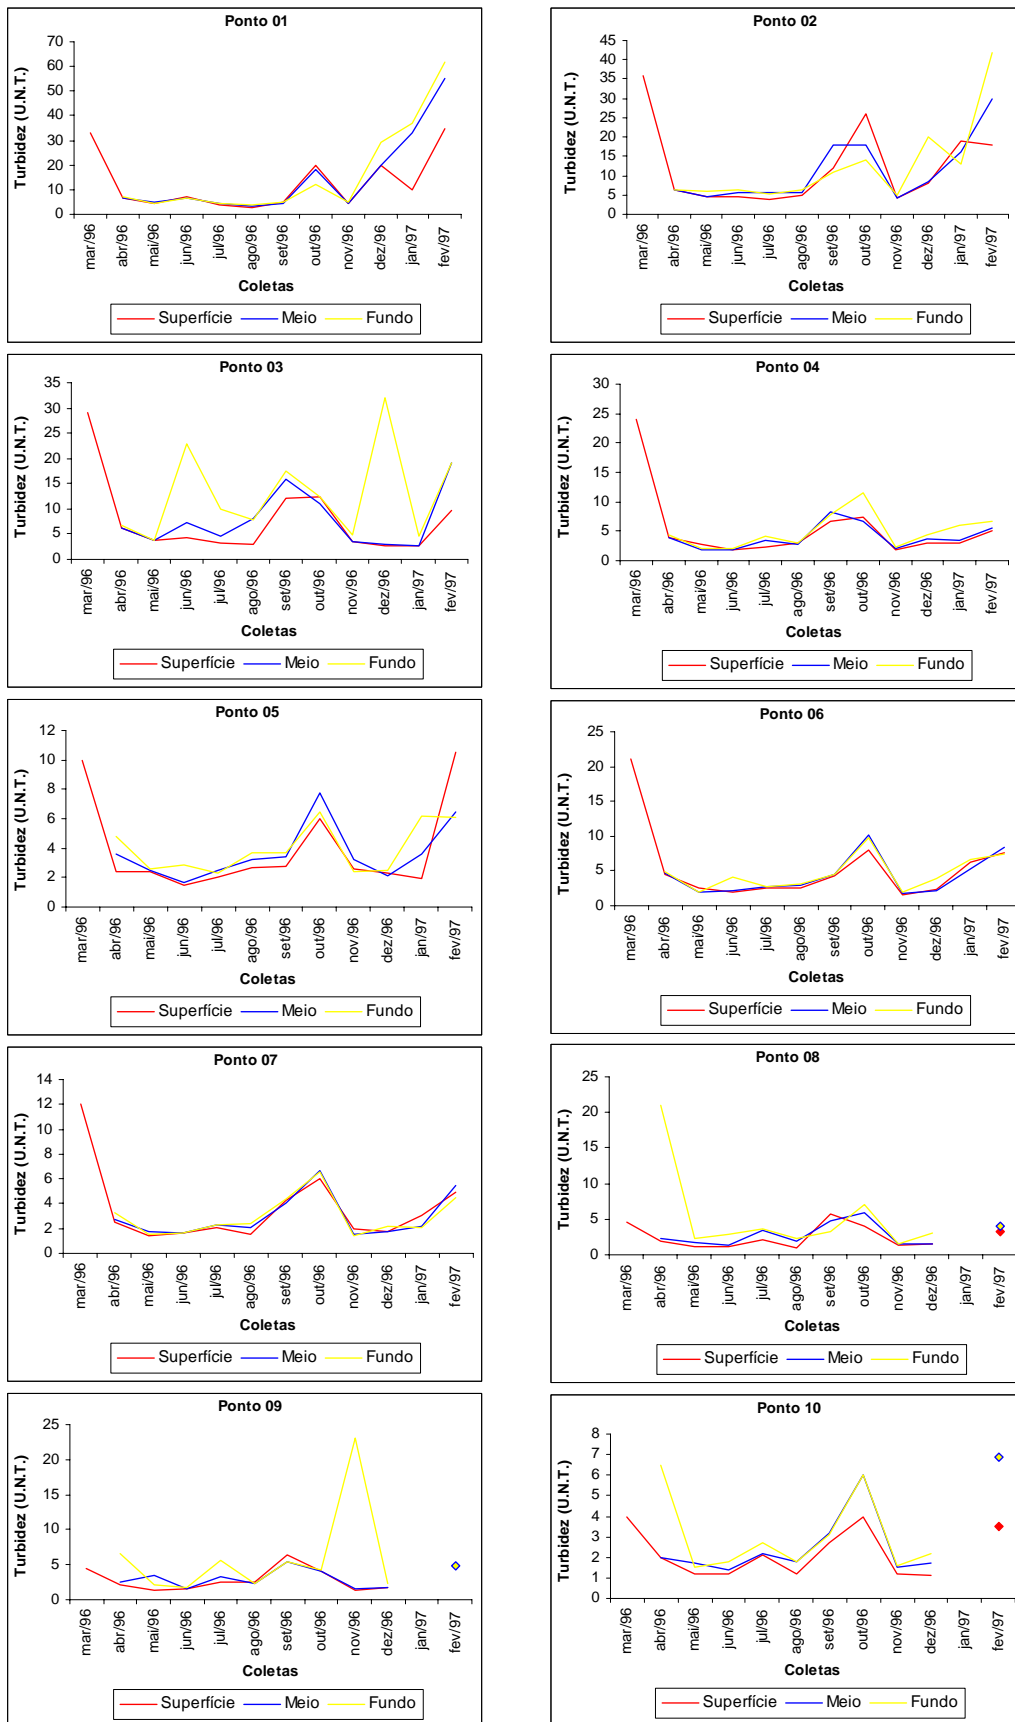 Ponto 01
Turbidez (U.N.T.)
70
60
50
40
30
20
10
0
mar/96 abr/96 mai/96 jun/96 jul/96 ago/96 set/96 out/96 nov/96 dez/96 jan/97 fev/97
Coletas
Superfície Meio Fundo
Ponto 02
Turbidez (U.N.T.)
45
40
35
30
25
20
15
10
5
0
mar/96 abr/96 mai/96 jun/96 jul/96 ago/96 set/96 out/96 nov/96 dez/96 jan/97 fev/97
Coletas
Superfície Meio Fundo
Ponto 03
Turbidez (U.N.T.)
35
30
25
20
15
10
5
0
mar/96 abr/96 mai/96 jun/96 jul/96 ago/96 set/96 out/96 nov/96 dez/96 jan/97 fev/97
Coletas
Superfície Meio Fundo
Ponto 04
Turbidez (U.N.T.)
30
25
20
15
10
5
0
mar/96 abr/96 mai/96 jun/96 jul/96 ago/96 set/96 out/96 nov/96 dez/96 jan/97 fev/97
Coletas
Superfície Meio Fundo
Ponto 05
Turbidez (U.N.T.)
12
10
8
6
4
2
0
mar/96 abr/96 mai/96 jun/96 jul/96 ago/96 set/96 out/96 nov/96 dez/96 jan/97 fev/97
Coletas
Superfície Meio Fundo
Ponto 06
Turbidez (U.N.T.)
25
20
15
10
5
0
mar/96 abr/96 mai/96 jun/96 jul/96 ago/96 set/96 out/96 nov/96 dez/96 jan/97 fev/97
Coletas
Superfície Meio Fundo
Ponto 07
Turbidez (U.N.T.)
14
12
10
8
6
4
2
0
mar/96 abr/96 mai/96 jun/96 jul/96 ago/96 set/96 out/96 nov/96 dez/96 jan/97 fev/97
Coletas
Superfície Meio Fundo
Ponto 08
Turbidez (U.N.T.)
25
20
15
10
5
0
mar/96 abr/96 mai/96 jun/96 jul/96 ago/96 set/96 out/96 nov/96 dez/96 jan/97 fev/97
Coletas
Superfície Meio Fundo
Ponto 09
Turbidez (U.N.T.)
25
20
15
10
5
0
mar/96 abr/96 mai/96 jun/96 jul/96 ago/96 set/96 out/96 nov/96 dez/96 jan/97 fev/97
Coletas
Superfície Meio Fundo
Ponto 10
Turbidez (U.N.T.)
8
7
6
5
4
3
2
1
0
mar/96 abr/96 mai/96 jun/96 jul/96 ago/96 set/96 out/96 nov/96 dez/96 jan/97 fev/97
Coletas
Superfície Meio Fundo